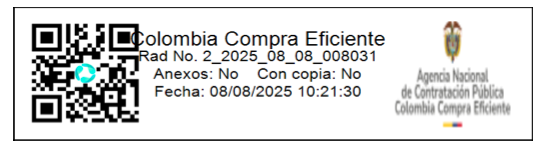 Colombia Compra Eficiente
Rad No. 2_2025_08_08_008031
Anexos: No Con copia: No
Fecha: 08/08/2025 10:21:30
Agencia Nacional
de Contratación Pública
Colombia Compra Eficiente